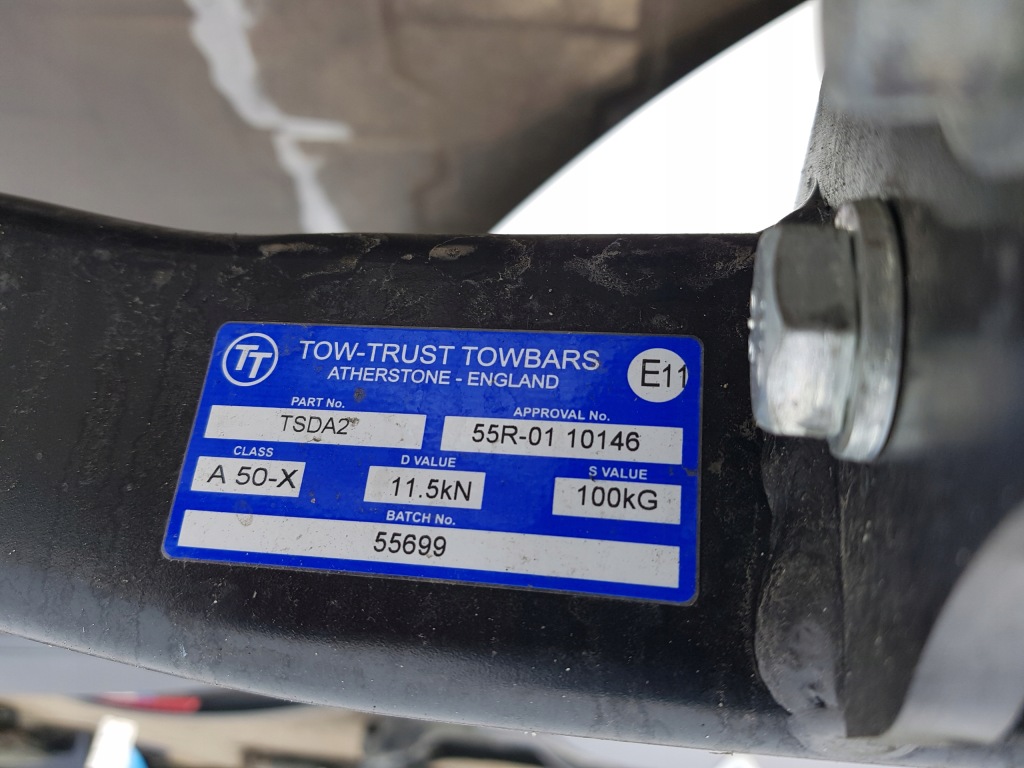 TT
TOW-TRUST TOWBARS
ATHERSTONE - ENGLAND
E11
PART No.
TSDA2
APPROVAL No.
55R-01 10146
CLASS
A 50-X
D VALUE
11.5kN
S VALUE
100kG
BATCH No.
55699